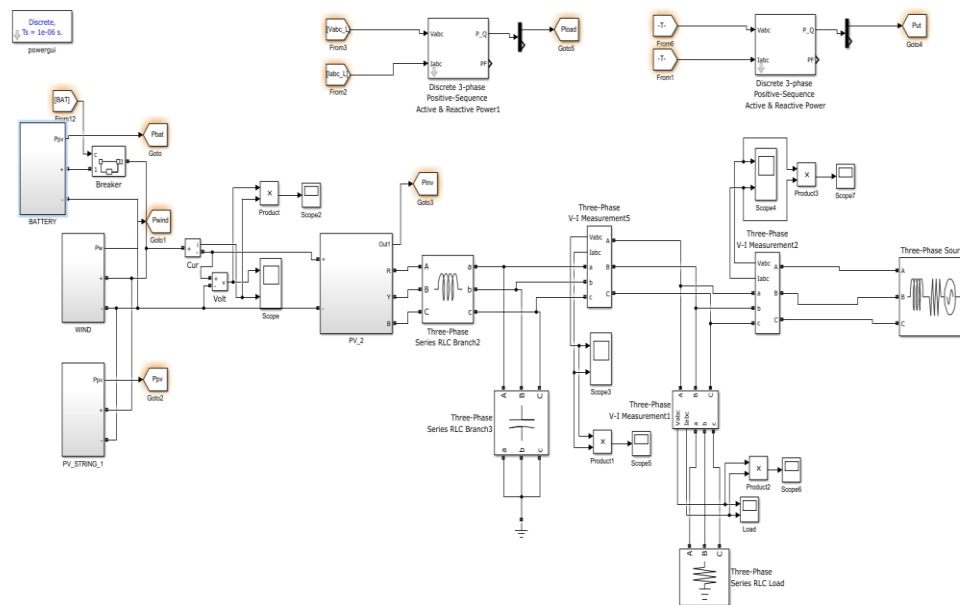 Discrete,
Ts = 1e-06 s.
powergui
[Vabc_L]
From3
[Iabc_L]
From2
Vabc
Iabc
P_Q
PF
Discrete 3-phase
Positive-Sequence
Active & Reactive Power1
Pload
Goto5
-T-
From6
-T-
From1
Vabc
Iabc
P_Q
PF
Discrete 3-phase
Positive-Sequence
Active & Reactive Power
Put
Goto4
[BAT]
From12
Ppv
+
-
BATTERY
c
1
2
Breaker
Pbat
Goto
Pwind
Goto1
Pw
+
-
WIND
Ppv
+
-
PV_STRING_1
Ppv
Goto2
+
i
-
Cur
+
-
v
Volt
×
Product
Scope2
Scope
Pinv
Goto3
Out1
+
-
R
Y
B
PV_2
A
B
C
a
b
c
Three-Phase
Series RLC Branch2
A B C
a b c
Three-Phase
Series RLC Branch3
Three-Phase
V-I Measurement5
Vabc
Iabc
A
a
B
b
C
c
Scope3
×
Product1
Scope5
Three-Phase
V-I Measurement1
A B C
Vabc
Iabc
a
b
c
×
Product2
Scope6
Load
A B C
Three-Phase
Series RLC Load
Scope4
×
Product3
Scope7
Three-Phase
V-I Measurement2
Vabc
Iabc
A
a
B
b
C
c
Three-Phase Sour
A
B
C